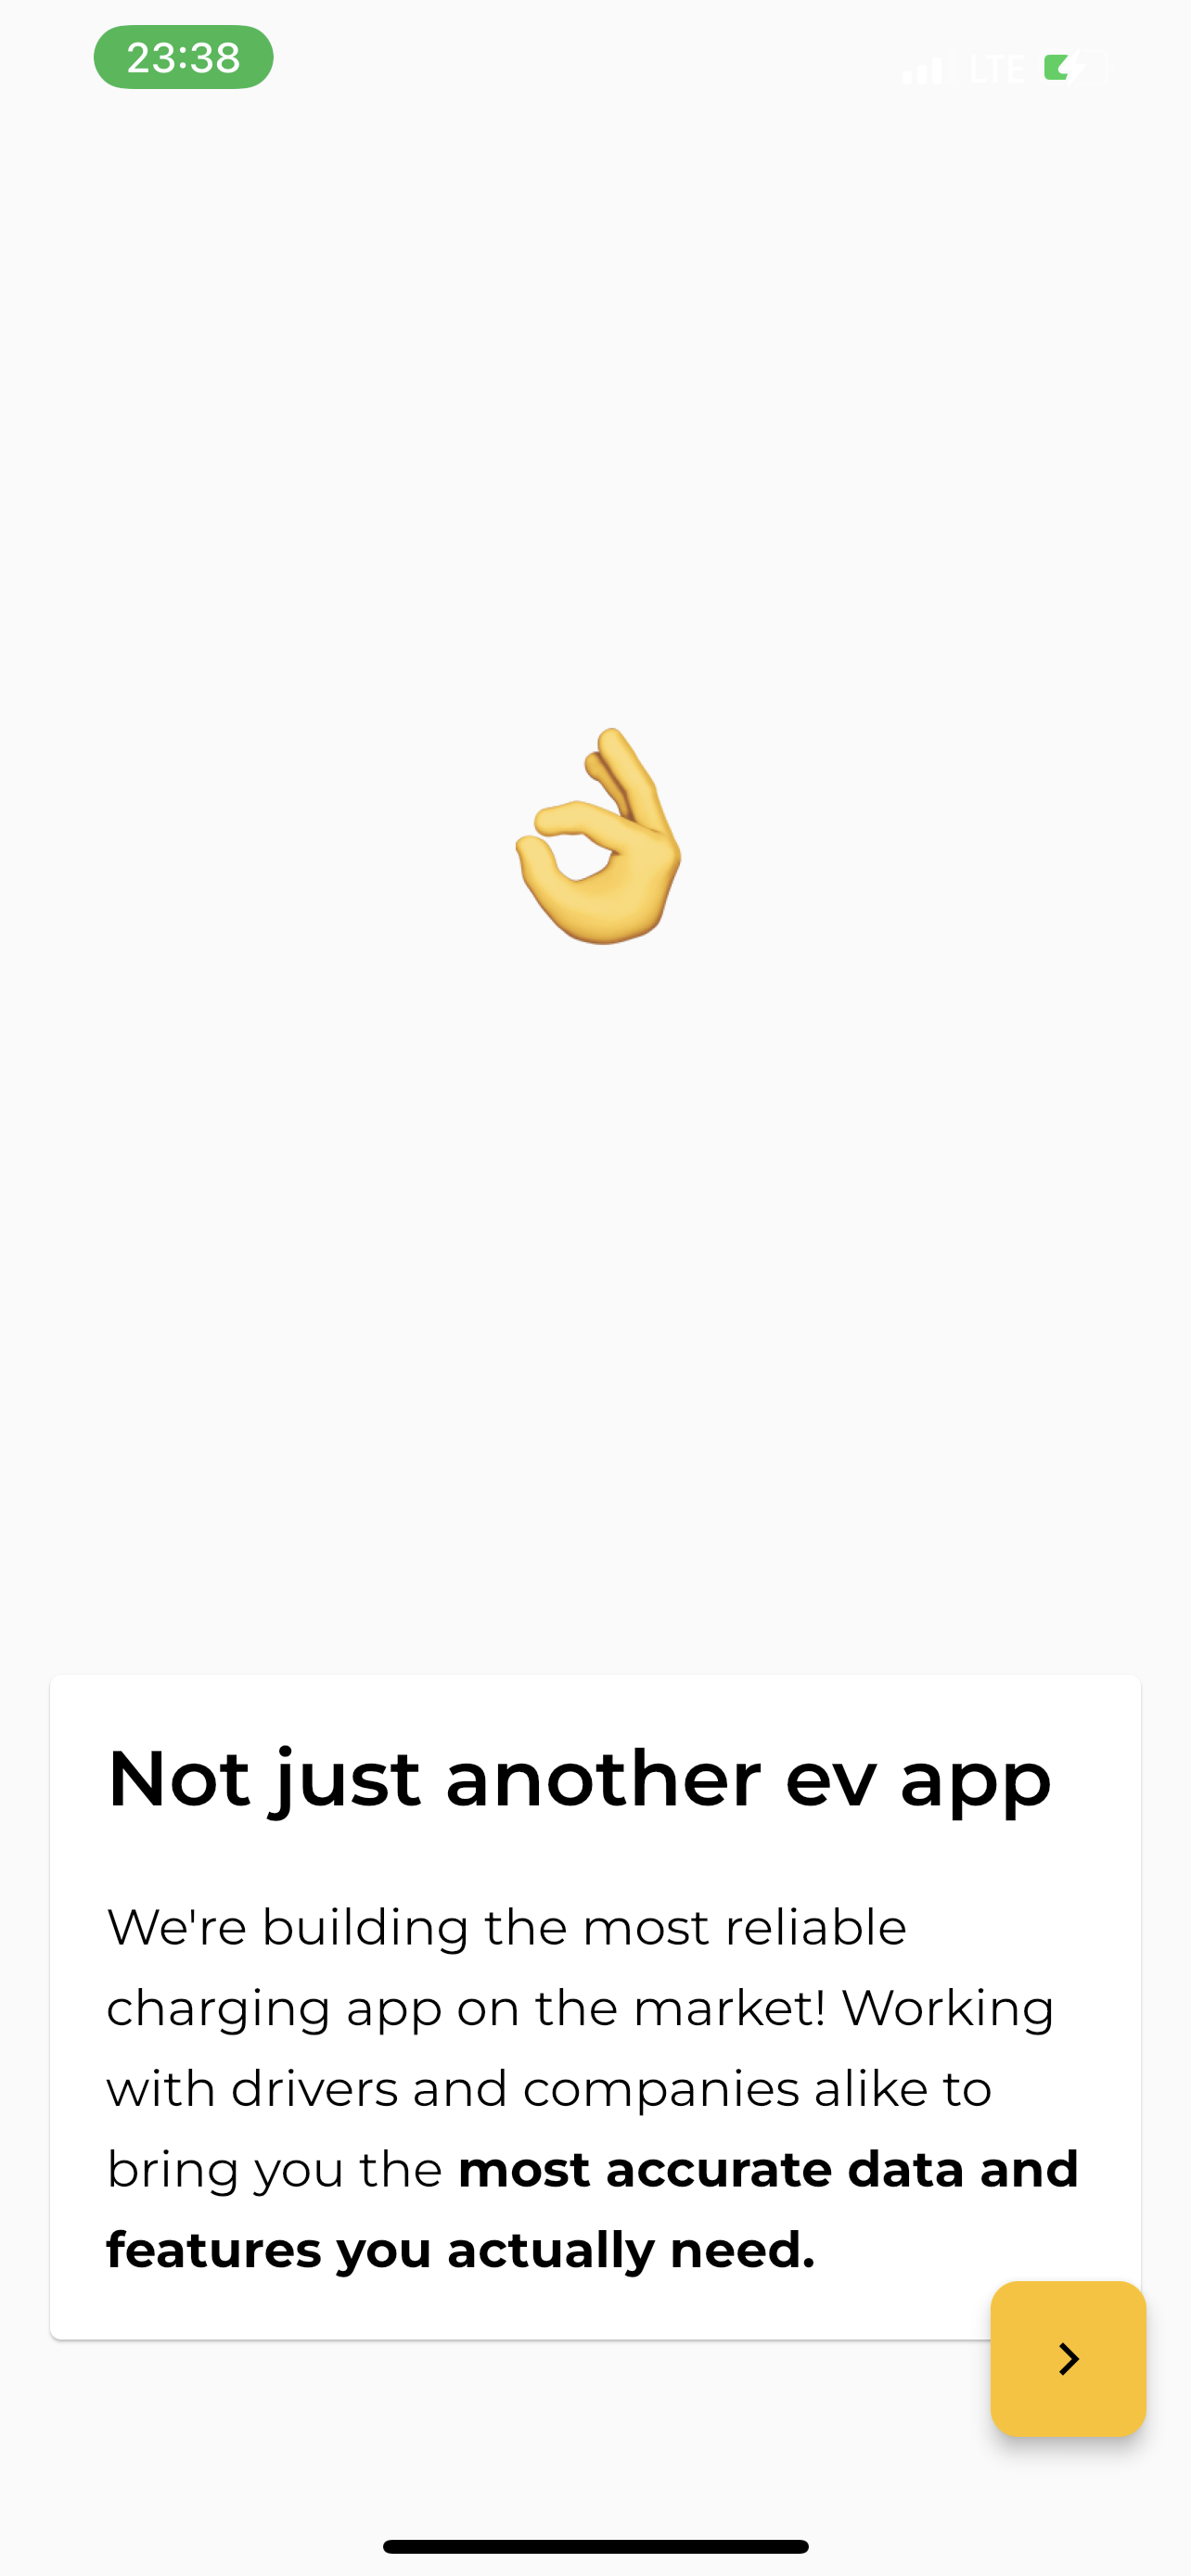 23:38 LTE
Not just another ev app
We're building the most reliable
charging app on the market! Working
with drivers and companies alike to
bring you the most accurate data and
features you actually need.